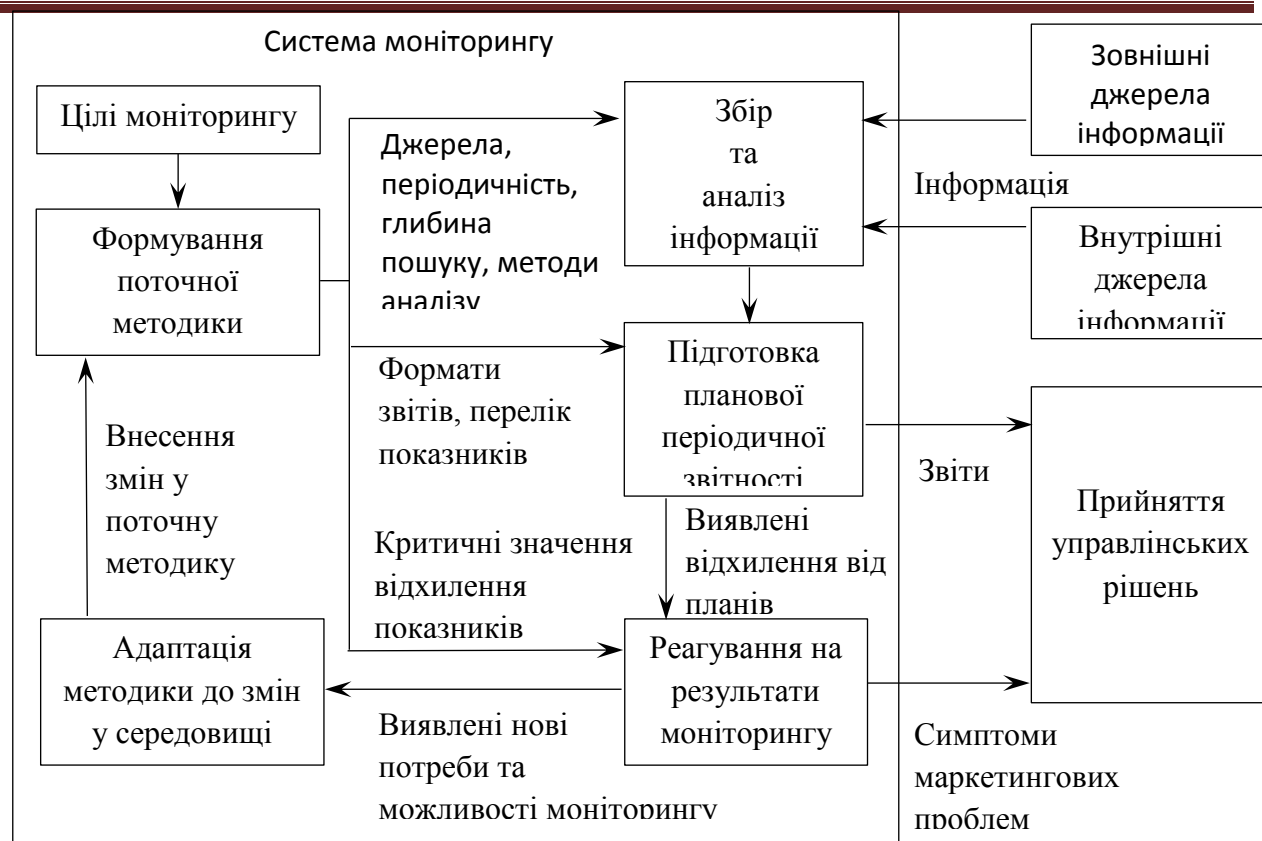 Система моніторингу
Цілі моніторингу
Формування
поточної
методики
Внесення
змін у
поточну
методику
Адаптація
методики до змін
у середовищі
Джерела,
періодичність,
глибина
пошуку, методи
аналізу
Формати
звітів, перелік
показників
Критичні значення
відхилення
показників
Виявлені нові
потреби та
можливості моніторингу
Збір
та
аналіз
інформації
Підготовка
планової
періодичної
звітності
Виявлені
відхилення від
планів
Реагування на
результати
моніторингу
Зовнішні
джерела
інформації
Інформація
Внутрішні
джерела
інформації
Звіти
Прийняття
управлінських
рішень
Симптоми
маркетингових
проблем